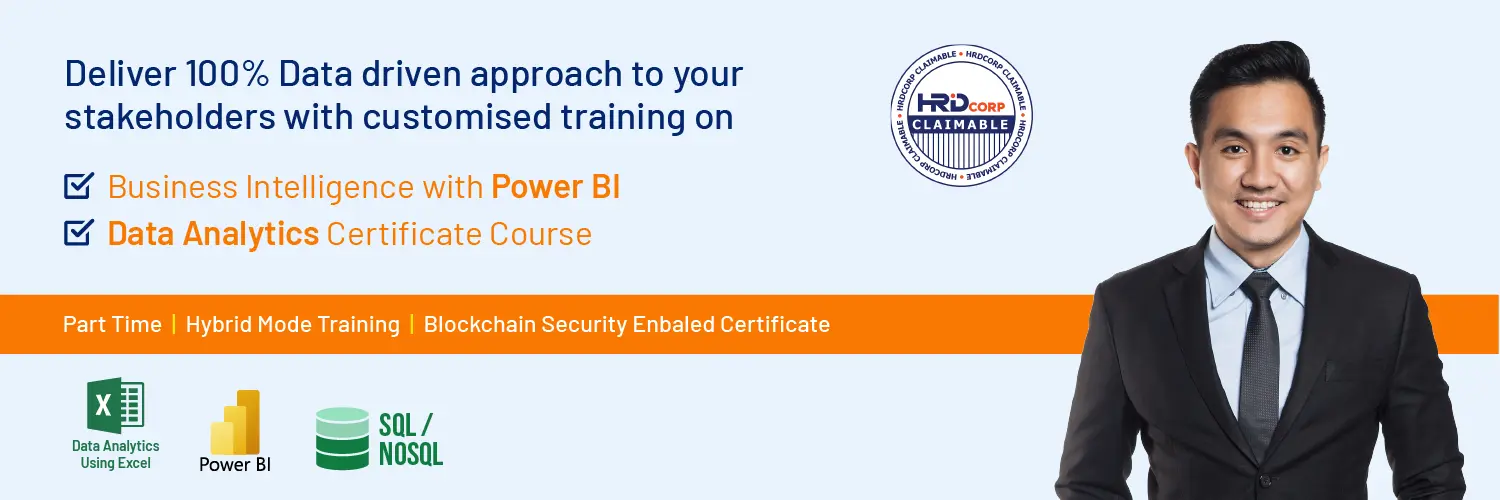 Deliver 100% Data driven approach to your
stakeholders with customised training on
Business Intelligence with Power BI
Data Analytics Certificate Course
HRDCORP CLAIMABLE • HRDCORP CLAIMABLE • HRDCORP CLAIMABLE • HRDCORP CLAIMABLE •
HRD CORP
CLAIMABLE
Part Time | Hybrid Mode Training | Blockchain Security Enbaled Certificate
X
Data Analytics
Using Excel
Power BI
SQL /
NOSQL